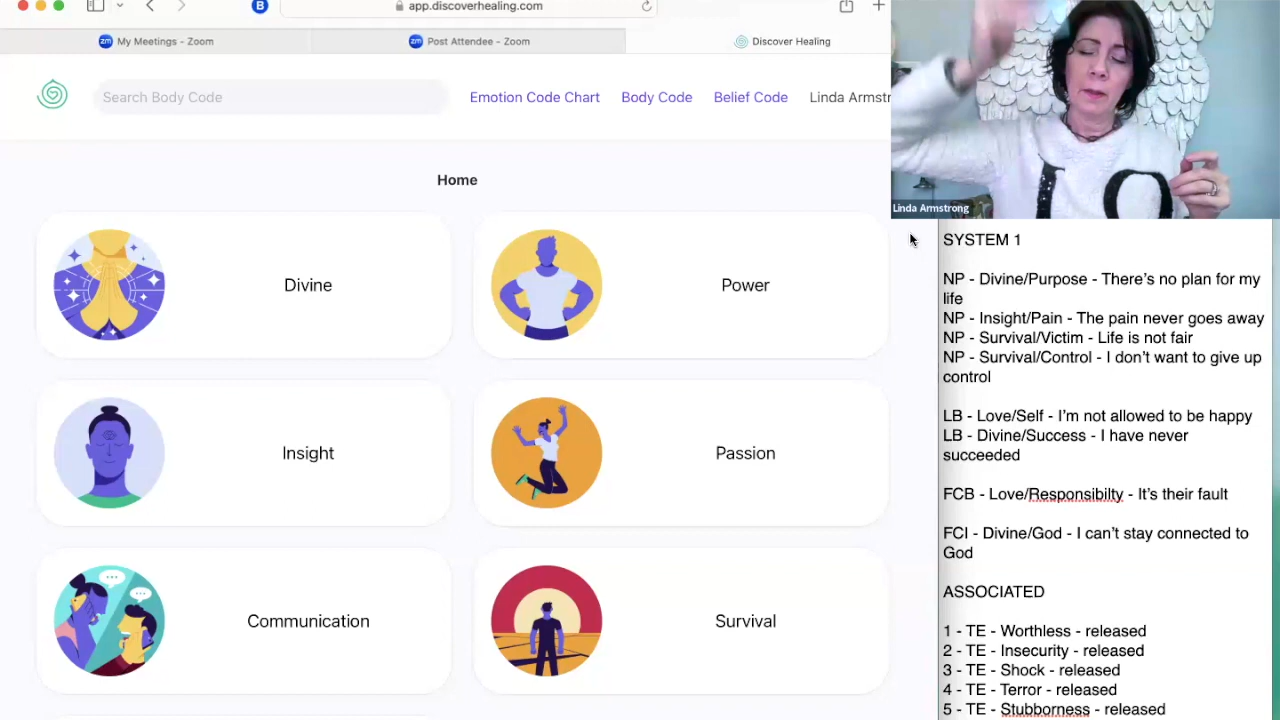 app.discoverhealing.com
My Meetings - Zoom
Post Attendee - Zoom
Discover Healing
Search Body Code
Emotion Code Chart
Body Code
Belief Code
Linda Armstr
Home
Divine
Power
Insight
Passion
Communication
Survival
Linda Armstrong
SYSTEM 1
NP - Divine/Purpose - There's no plan for my
life
NP - Insight/Pain - The pain never goes away
NP - Survival/Victim - Life is not fair
NP - Survival/Control - I don't want to give up
control
LB - Love/Self - I'm not allowed to be happy
LB - Divine/Success - I have never
succeeded
FCB - Love/Responsibilty - It's their fault
FCI - Divine/God - I can't stay connected to
God
ASSOCIATED
1 - TE - Worthless - released
2 - TE - Insecurity - released
3 - TE - Shock - released
4 - TE - Terror - released
5 - TE - Stubborness - released